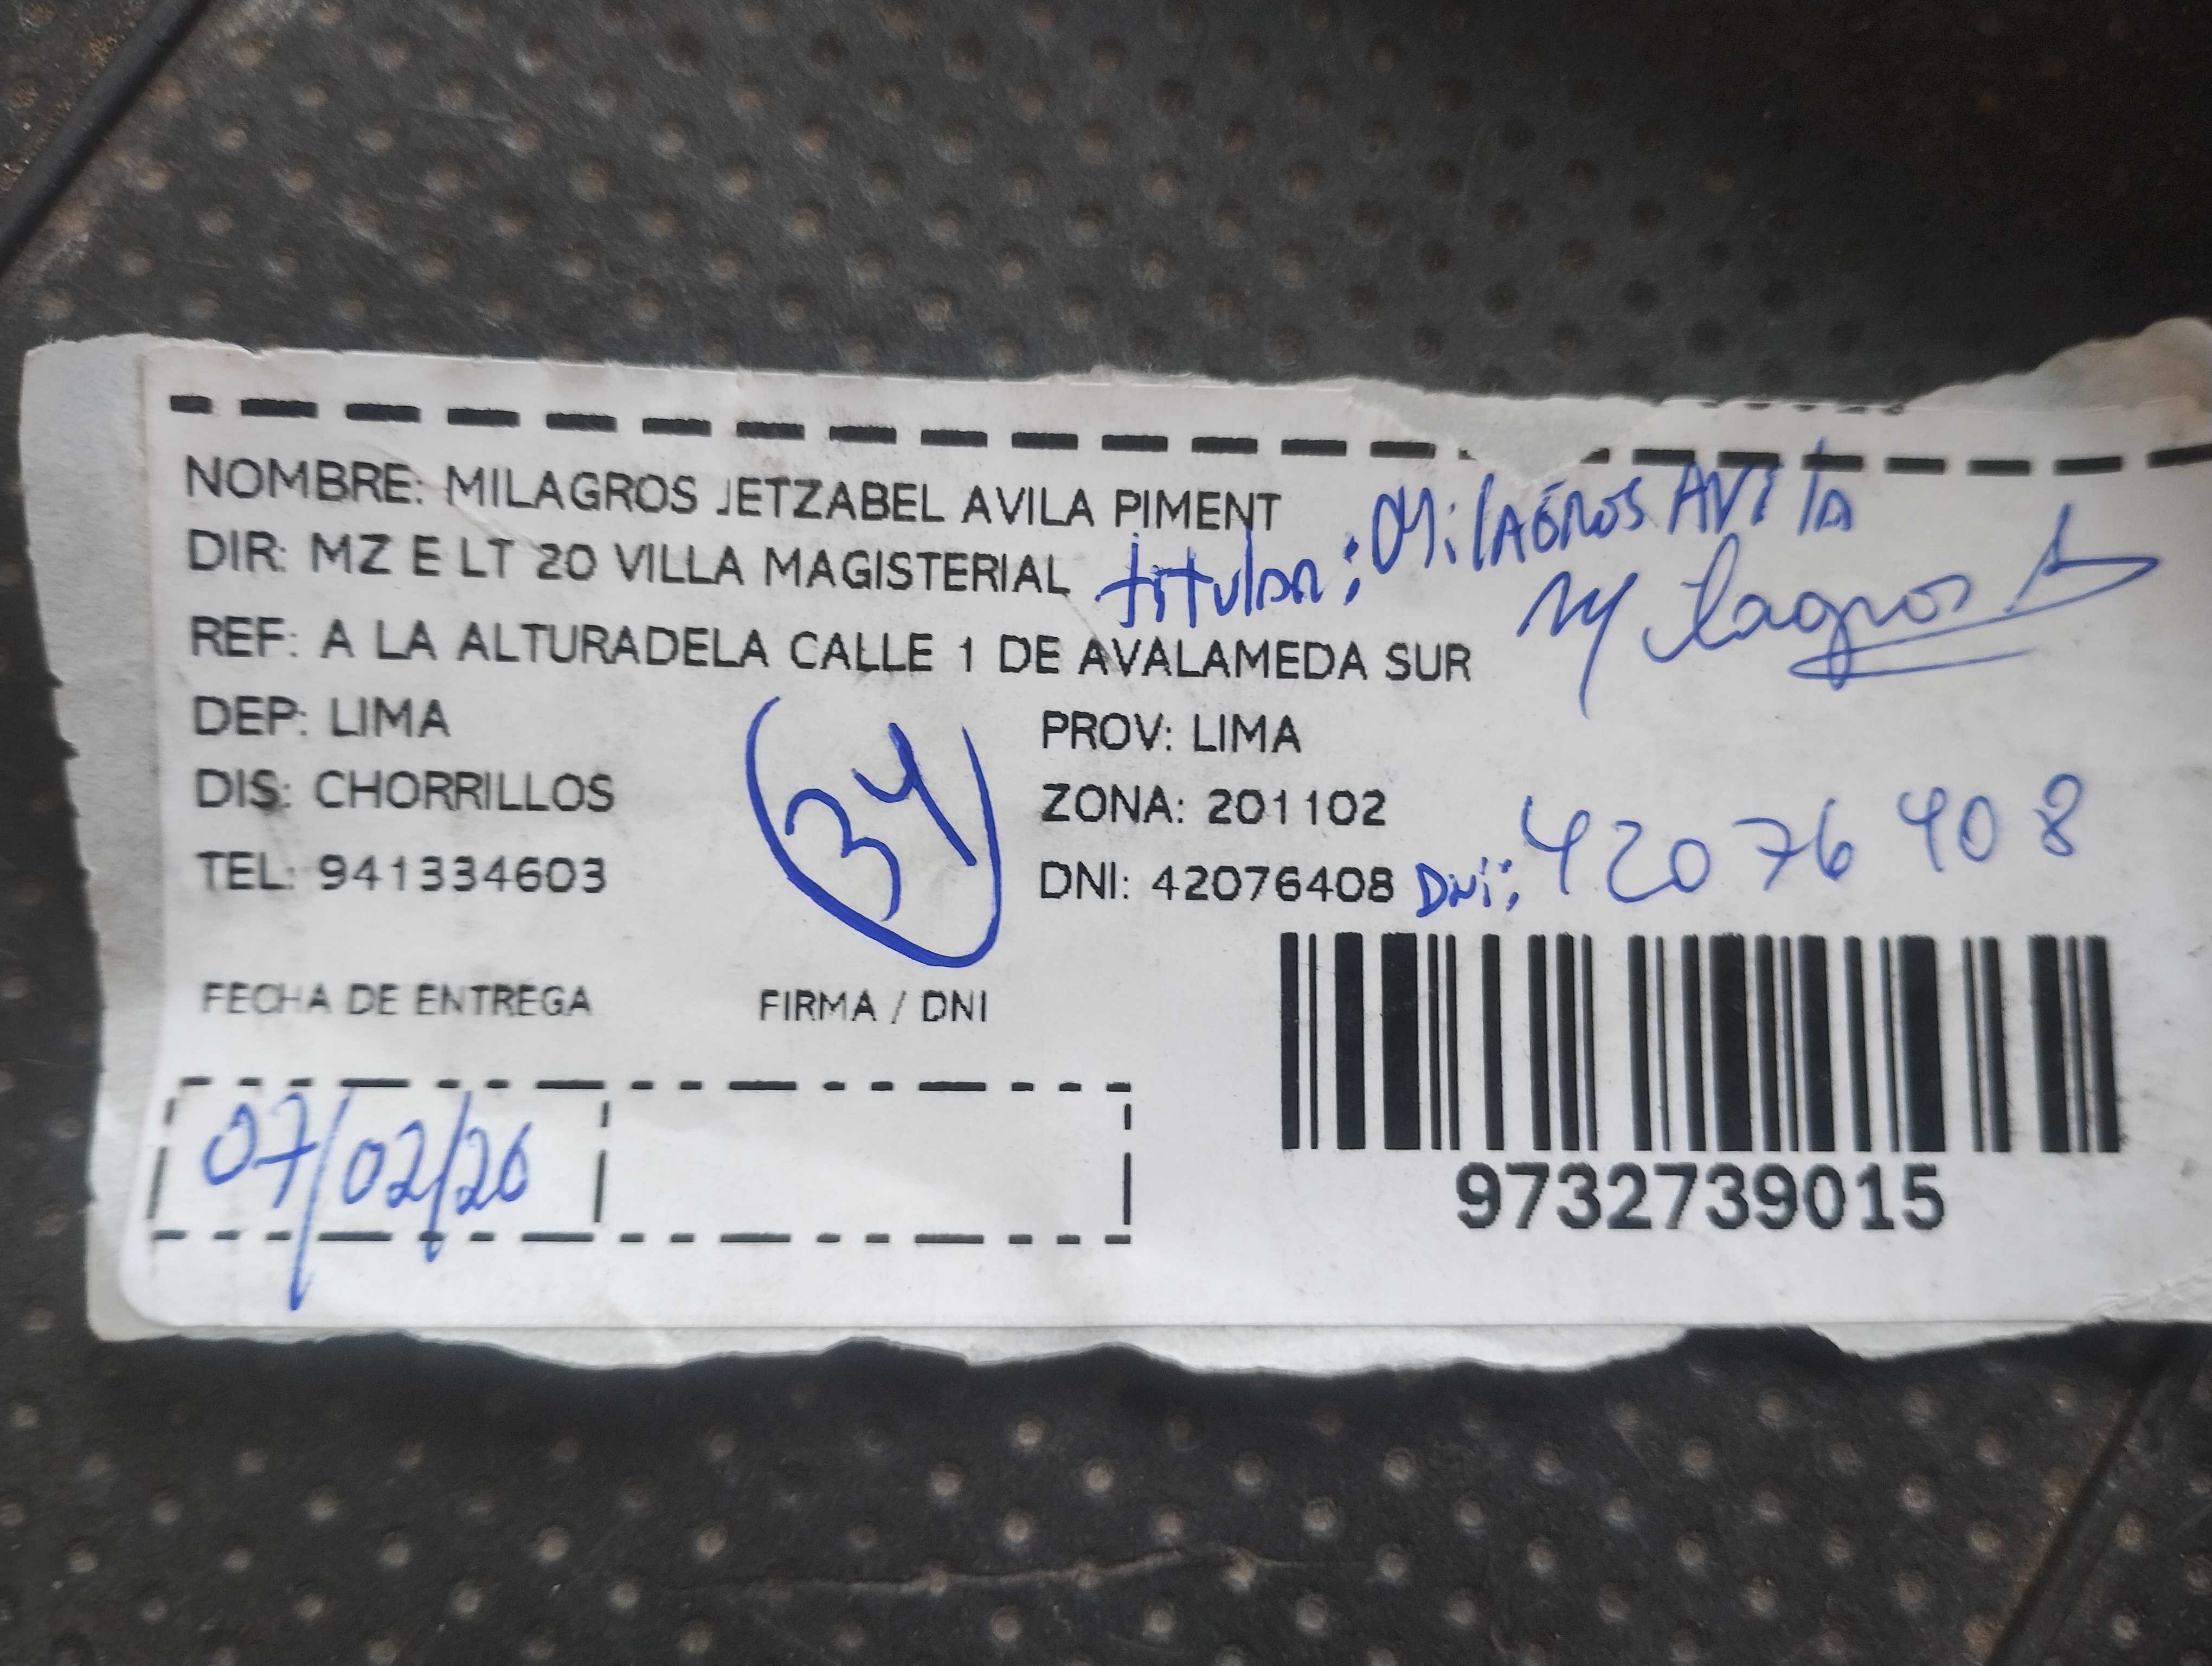 NOMBRE: MILAGROS JETZABEL AVILA PIMENT
DIR: MZ E LT 20 VILLA MAGISTERIAL titular: Milagros Avila
Milagros A
REF: A LA ALTURADELA CALLE 1 DE AVALAMEDA SUR
DEP: LIMA PROV: LIMA
34
DIS: CHORRILLOS ZONA: 201102
TEL: 941334603 DNI: 42076408 Dni: 42076408
FECHA DE ENTREGA FIRMA / DNI
07/02/26
9732739015